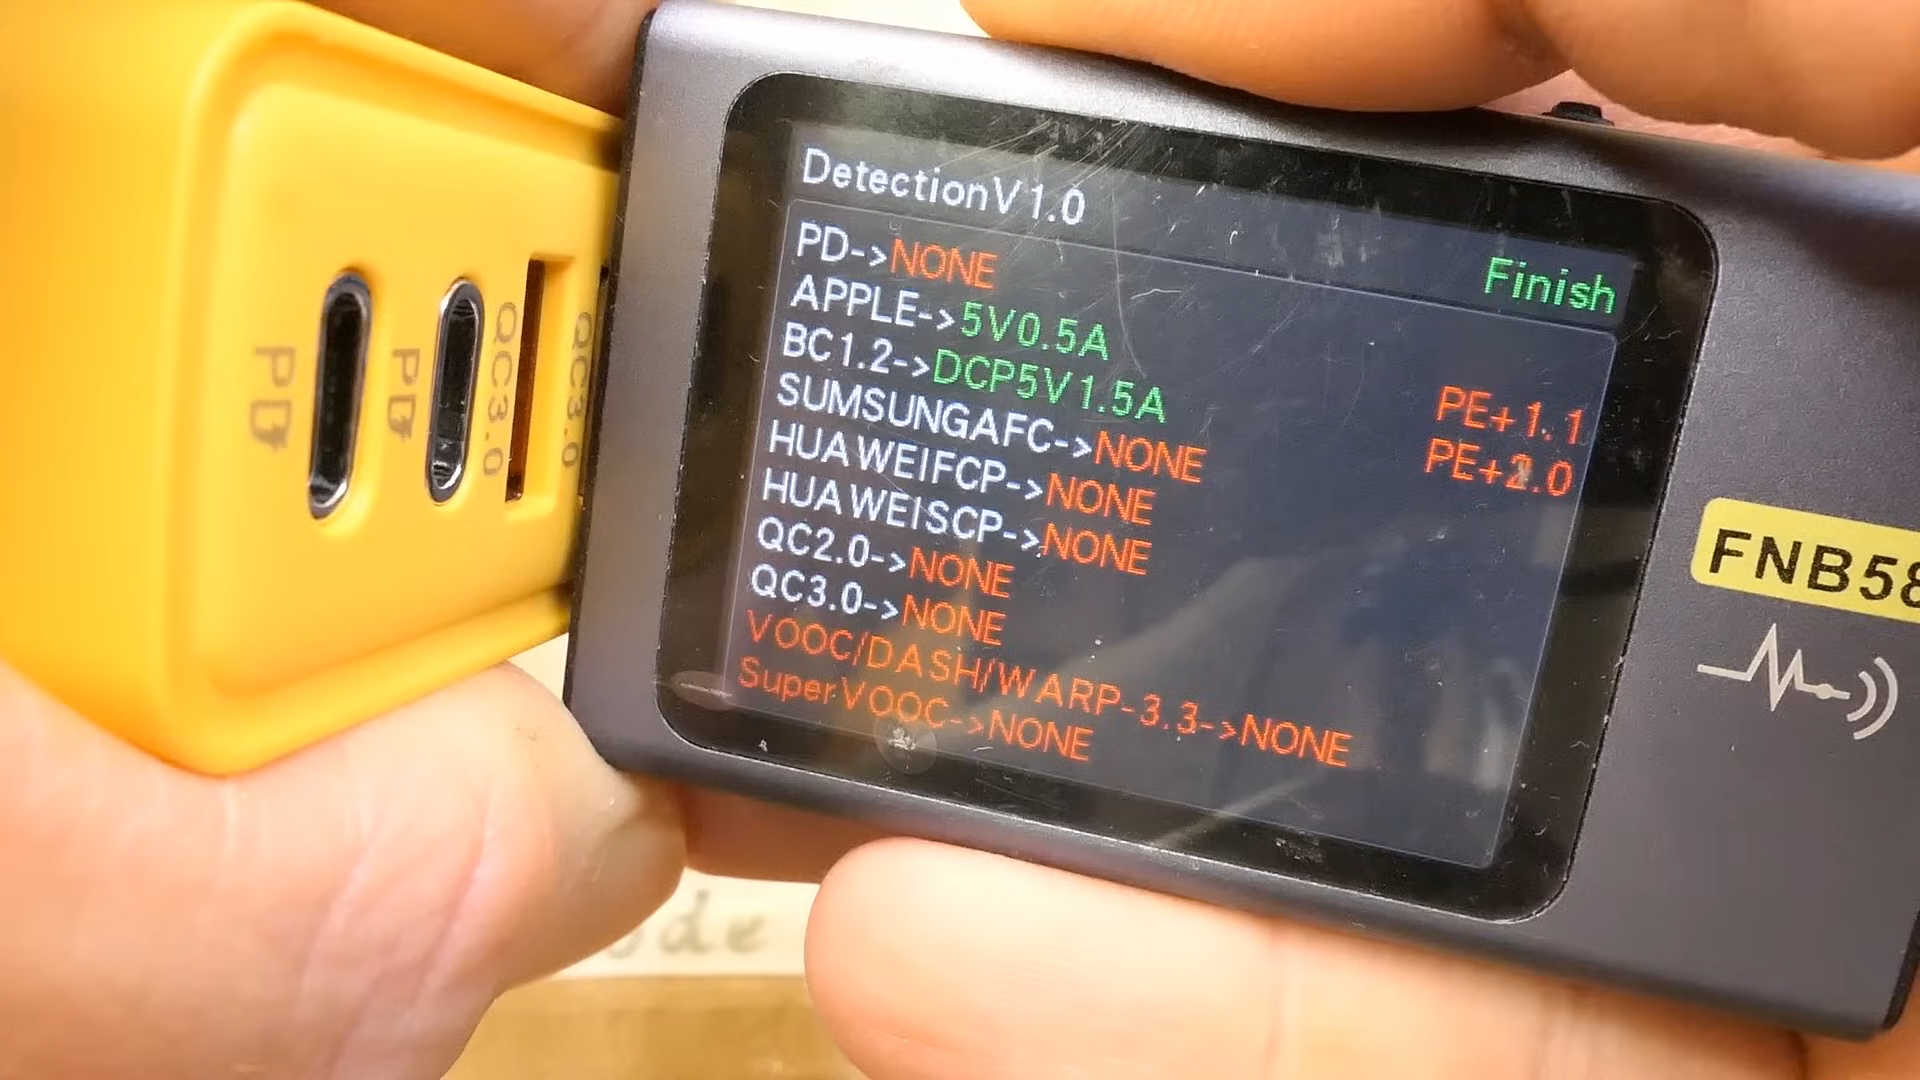 DetectionV1.0
Finish
PD->NONE
APPLE->5V0.5A
BC1.2->DCP5V1.5A
SUMSUNGAFC->NONE
HUAWEIFCP->NONE
HUAWEISCP->NONE
QC2.0->NONE
QC3.0->NONE
VOOC/DASH/WARP-3.3->NONE
SuperVOOC->NONE
PE+1.1
PE+2.0
FNB58
PD
PD
QC3.0
QC3.0